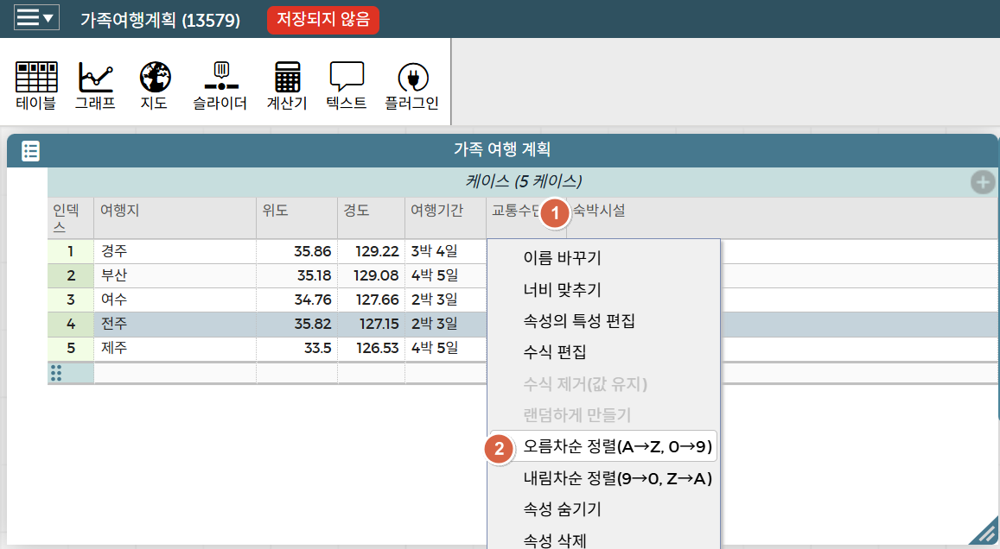 가족여행계획 (13579) 저장되지 않음
테이블 그래프 지도 슬라이더 계산기 텍스트 플러그인
가족 여행 계획
케이스 (5 케이스)
인덱스 여행지 위도 경도 여행기간 교통수 1 숙박시설
1 경주 35.86 129.22 3박 4일
2 부산 35.18 129.08 4박 5일
3 여수 34.76 127.66 2박 3일
4 전주 35.82 127.15 2박 3일
5 제주 33.5 126.53 4박 5일
이름 바꾸기
너비 맞추기
속성의 특성 편집
수식 편집
수식 제거(값 유지)
랜덤하게 만들기
2 오름차순 정렬(A→Z, 0→9)
내림차순 정렬(9→0, Z→A)
속성 숨기기
속성 삭제